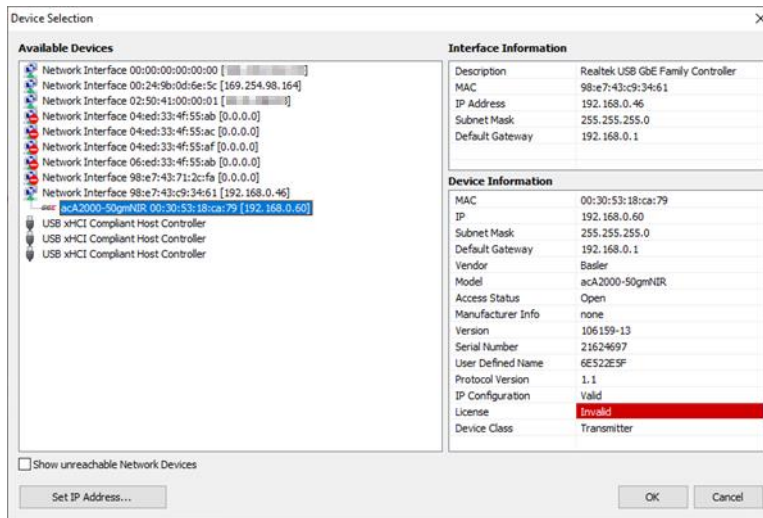 Device Selection
Available Devices
Network Interface 00:00:00:00:00:00 [
Network Interface 00:24:9b:0d:6e:5c [169.254.98.164]
Network Interface 02:50:41:00:00:01 [
Network Interface 04:ed:33:4f:55:ab [0.0.0.0]
Network Interface 04:ed:33:4f:55:ac [0.0.0.0]
Network Interface 04:ed:33:4f:55:af [0.0.0.0]
Network Interface 06:ed:33:4f:55:ab [0.0.0.0]
Network Interface 98:e7:43:71:2c:fa [0.0.0.0]
Network Interface 98:e7:43:c9:34:61 [192.168.0.46]
acA2000-50gmNIR 00:30:53:18:ca:79 [192.168.0.60]
USB xHCI Compliant Host Controller
USB xHCI Compliant Host Controller
USB xHCI Compliant Host Controller
Show unreachable Network Devices
Set IP Address...
Interface Information
Description Realtek USB GbE Family Controller
MAC 98:e7:43:c9:34:61
IP Address 192.168.0.46
Subnet Mask 255.255.255.0
Default Gateway 192.168.0.1
Device Information
MAC 00:30:53:18:ca:79
IP 192.168.0.60
Subnet Mask 255.255.255.0
Default Gateway 192.168.0.1
Vendor Basler
Model acA2000-50gmNIR
Access Status Open
Manufacturer Info none
Version 106159-13
Serial Number 21624697
User Defined Name 6E522E5F
Protocol Version 1.1
IP Configuration Valid
License Invalid
Device Class Transmitter
OK Cancel